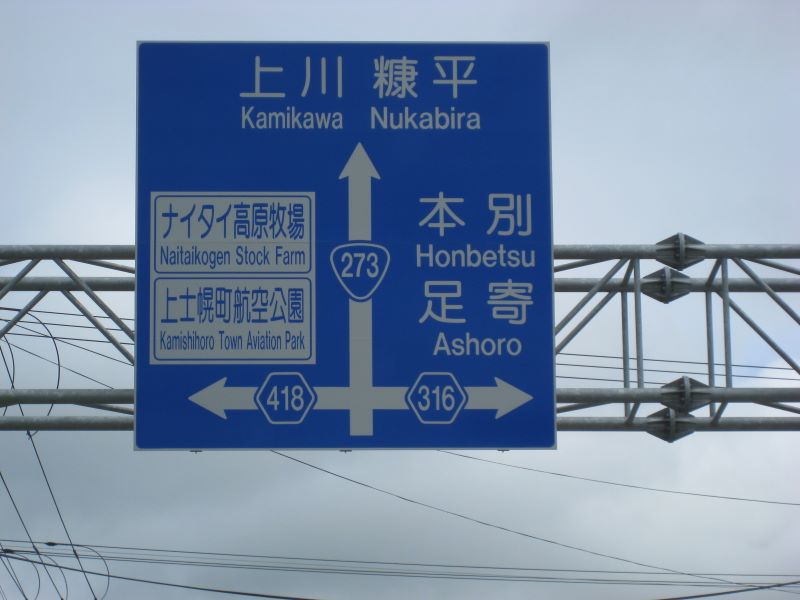 上川 糠平
Kamikawa Nukabira
ナイタイ高原牧場
Naitaikogen Stock Farm
上士幌町航空公園
Kamishihoro Town Aviation Park
273
本別
Honbetsu
足寄
Ashoro
418
316